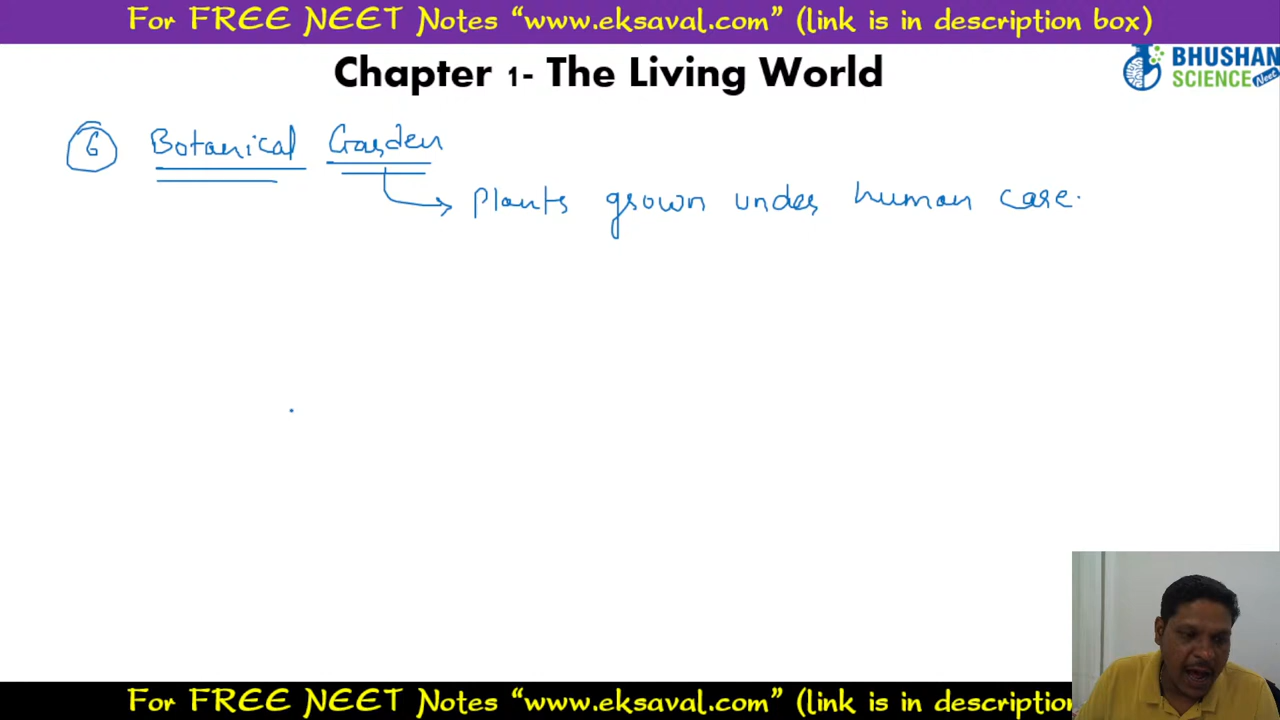 For FREE NEET Notes “www.eksaval.com” (link is in description box)
Chapter 1- The Living World
BHUSHAN
SCIENCE Neet
6 Botanical Garden
Plants grown under human care.
For FREE NEET Notes “www.eksaval.com” (link is in description